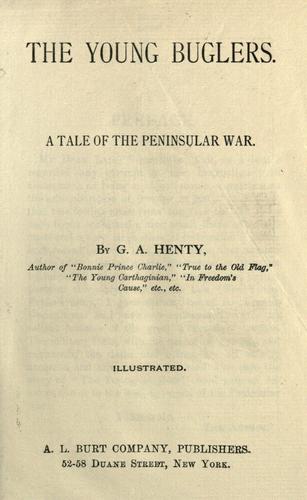 THE YOUNG BUGLERS.
A TALE OF THE PENINSULAR WAR.
By G. A. HENTY,
Author of "Bonnie Prince Charlie," "True to the Old Flag,"
"The Young Carthaginian," "In Freedom's
Cause," etc., etc.
ILLUSTRATED.
A. L. BURT COMPANY, PUBLISHERS.
52-58 Duane Street, New York.